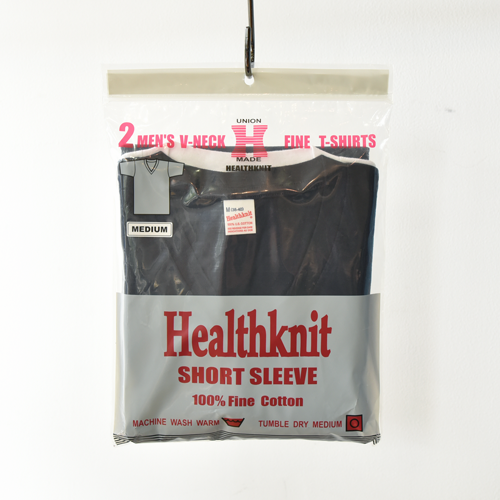 UNION
2 MEN'S V-NECK H FINE T-SHIRTS
MADE
HEALTHKNIT
MEDIUM
Healthknit
Healthknit
SHORT SLEEVE
100% Fine Cotton
MACHINE WASH WARM TUMBLE DRY MEDIUM